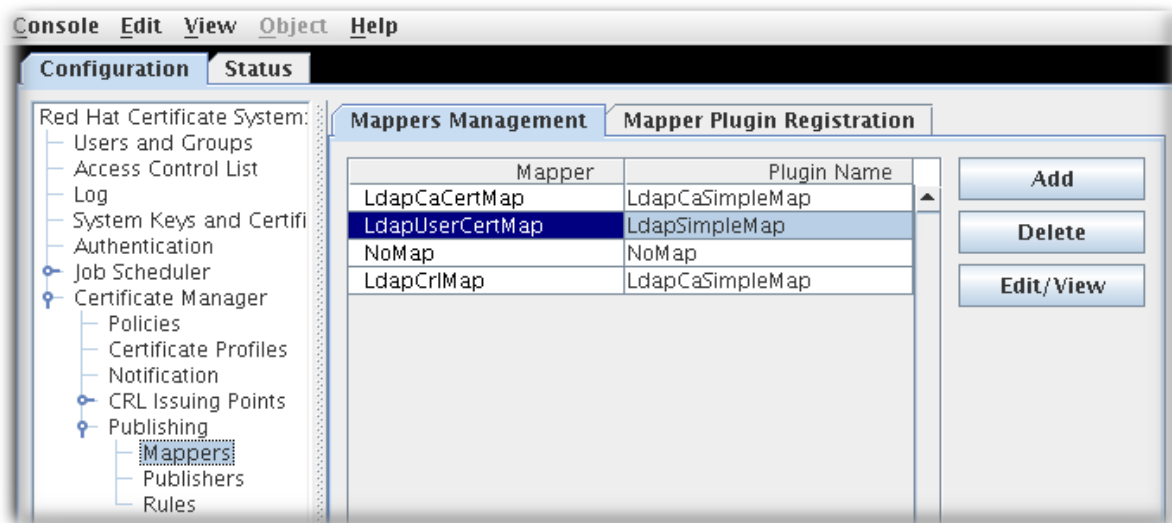 Console Edit View Object Help
Configuration Status
Red Hat Certificate System:
Users and Groups
Access Control List
Log
System Keys and Certifi
Authentication
Job Scheduler
Certificate Manager
Policies
Certificate Profiles
Notification
CRL Issuing Points
Publishing
Mappers
Publishers
Rules
Mappers Management Mapper Plugin Registration
Mapper Plugin Name
LdapCaCertMap LdapCaSimpleMap
LdapUserCertMap LdapSimpleMap
NoMap NoMap
LdapCrlMap LdapCaSimpleMap
Add
Delete
Edit/View